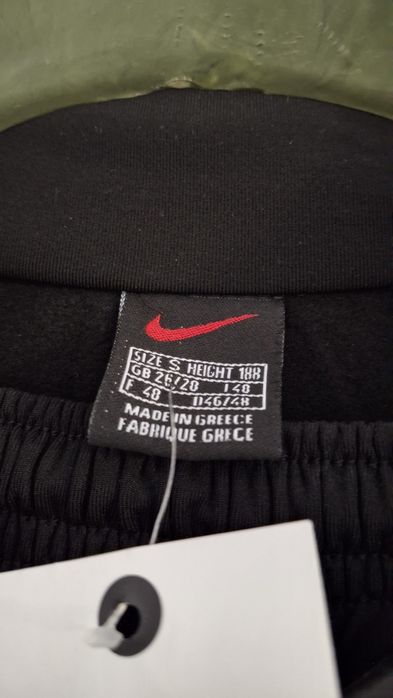 SIZE S HEIGHT 188
GB 26/28 I 48
F 48 D46/48
MADE IN GREECE
FABRIQUE GRECE